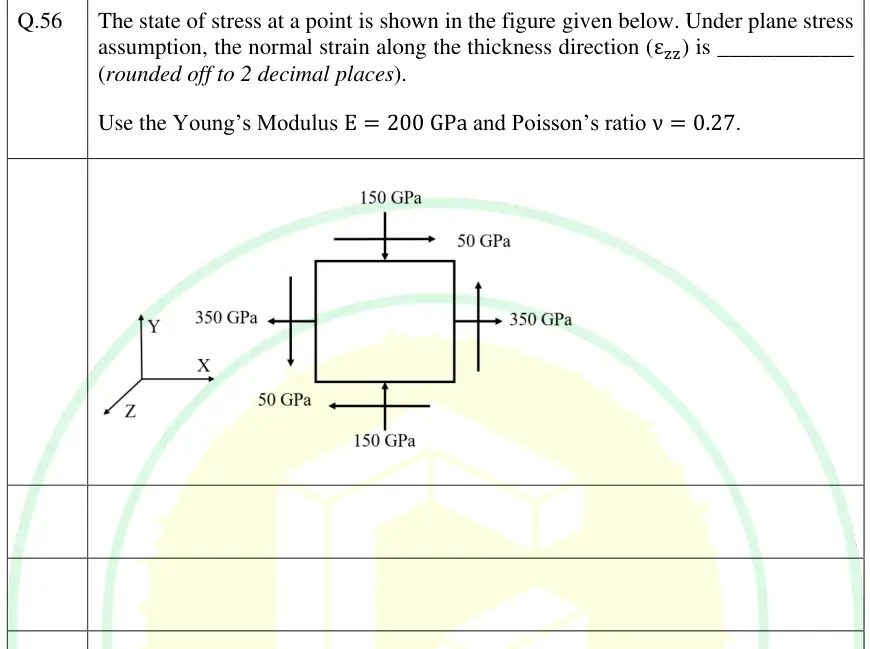 Q.56
The state of stress at a point is shown in the figure given below. Under plane stress
assumption, the normal strain along the thickness direction (εzz) is ____________
(rounded off to 2 decimal places).
Use the Young’s Modulus E = 200 GPa and Poisson’s ratio ν = 0.27.
150 GPa
50 GPa
350 GPa
350 GPa
Y
X
Z
50 GPa
150 GPa